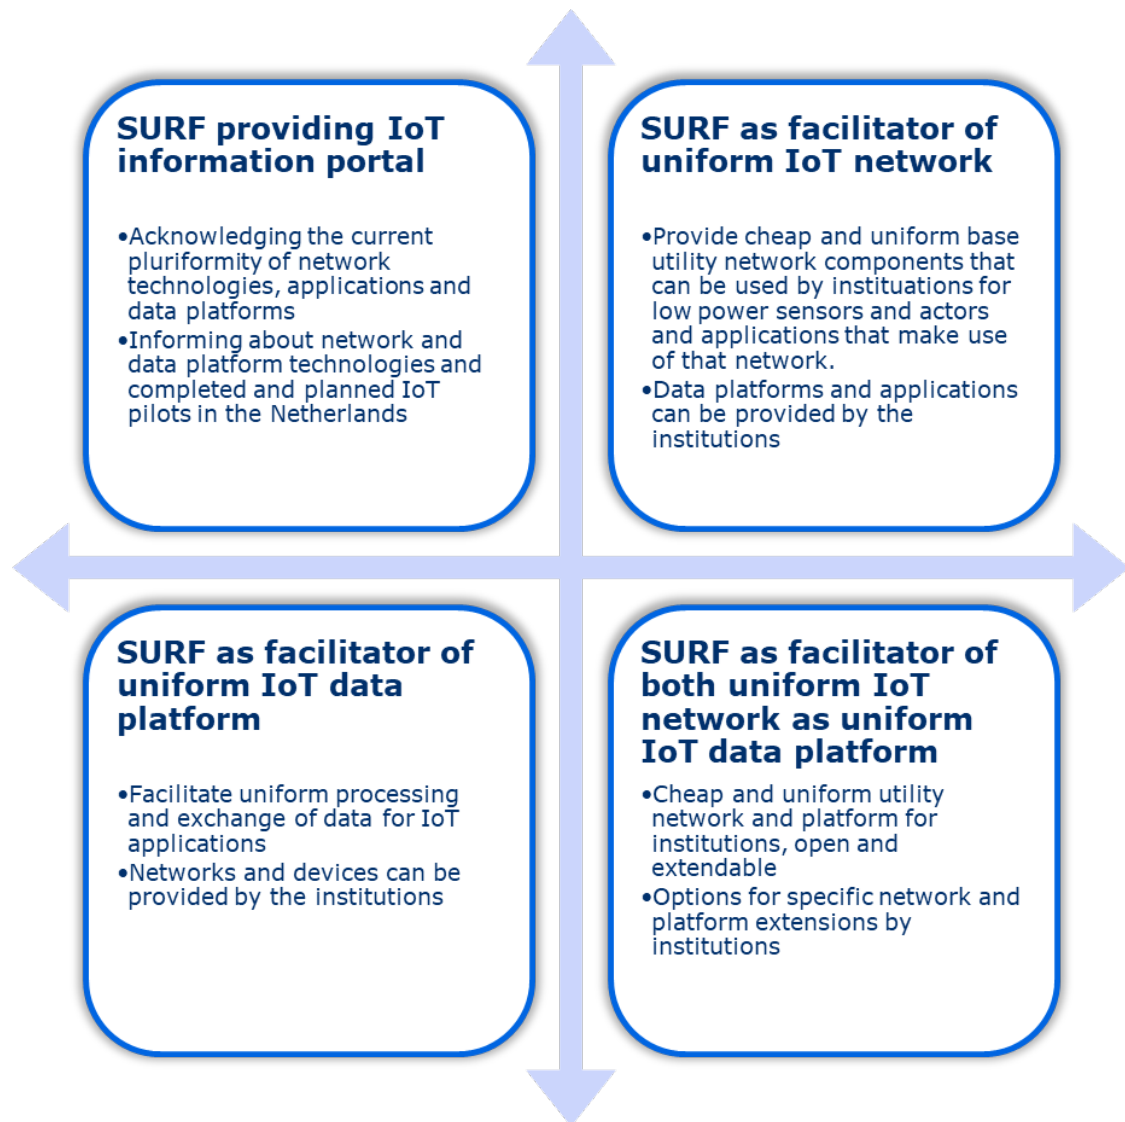 SURF providing IoT
information portal
•Acknowledging the current
pluriformity of network
technologies, applications and
data platforms
•Informing about network and
data platform technologies and
completed and planned IoT
pilots in the Netherlands
SURF as facilitator of
uniform IoT network
•Provide cheap and uniform base
utility network components that
can be used by instituations for
low power sensors and actors
and applications that make use
of that network.
•Data platforms and applications
can be provided by the
institutions
SURF as facilitator of
uniform IoT data
platform
•Facilitate uniform processing
and exchange of data for IoT
applications
•Networks and devices can be
provided by the institutions
SURF as facilitator of
both uniform IoT
network as uniform
IoT data platform
•Cheap and uniform utility
network and platform for
institutions, open and
extendable
•Options for specific network and
platform extensions by
institutions